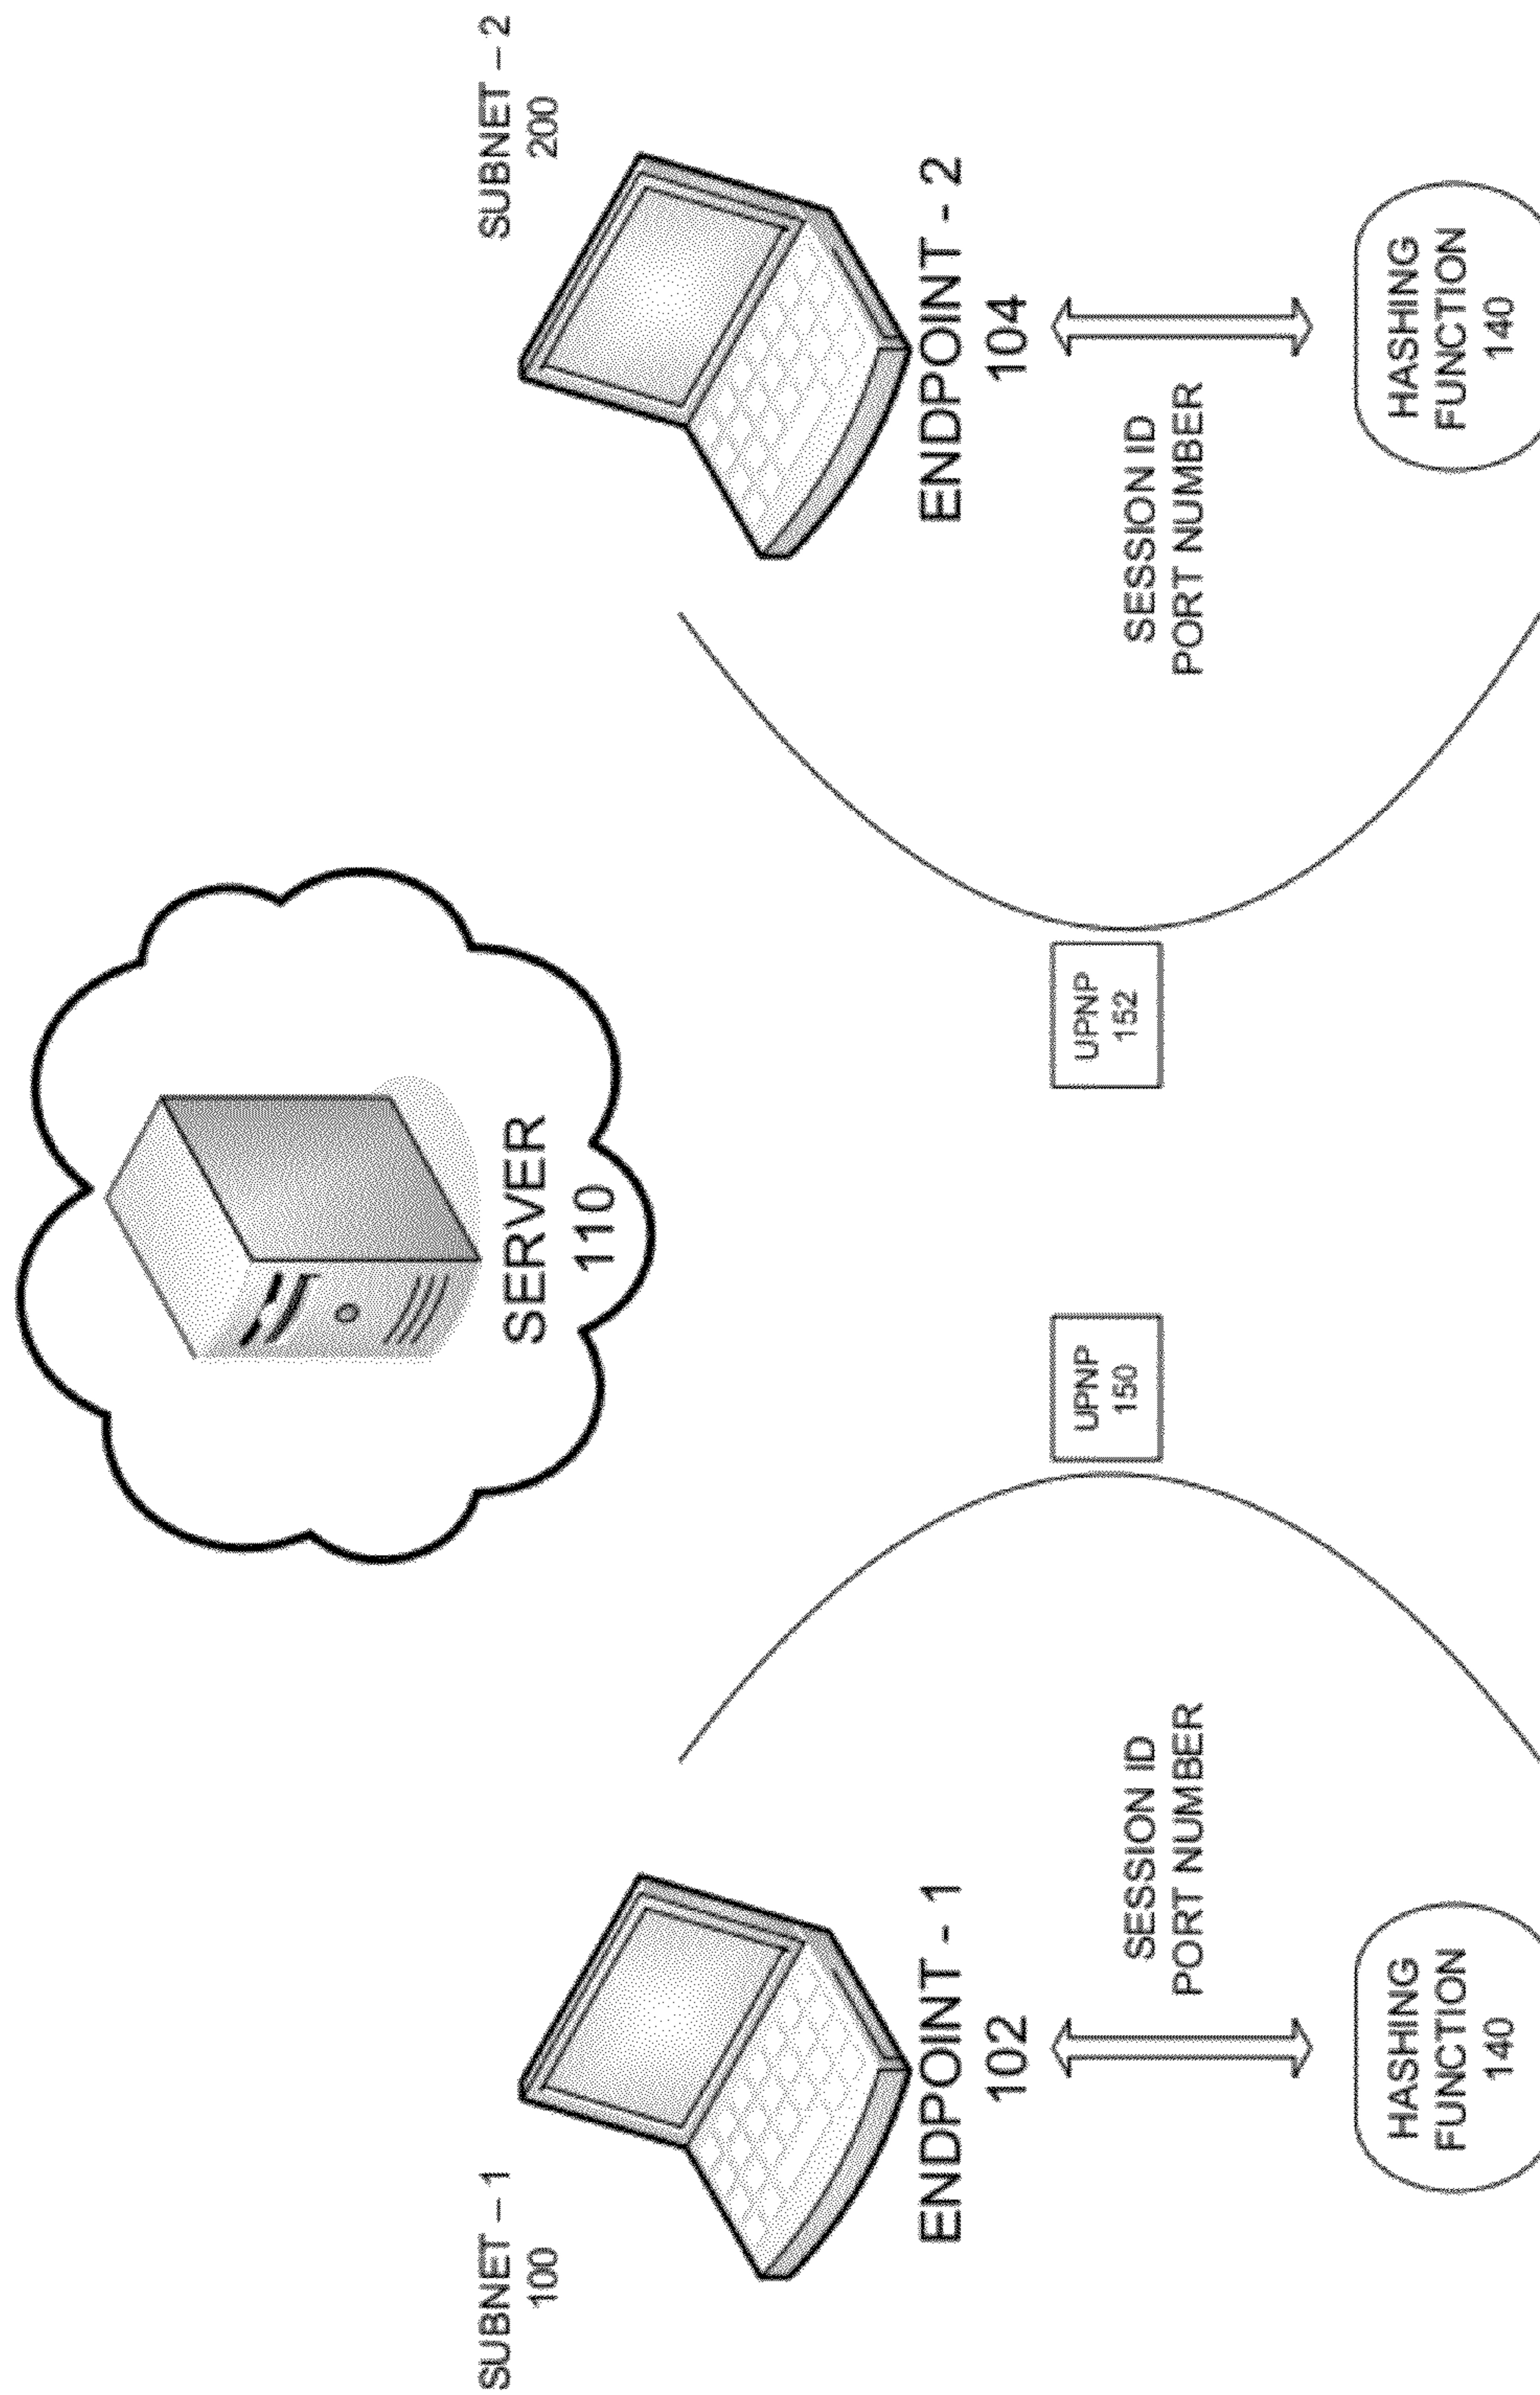 SERVER
110
SUBNET – 1
100
SUBNET – 2
200
ENDPOINT - 1
102
ENDPOINT - 2
104
UPNP
150
UPNP
152
SESSION ID
PORT NUMBER
SESSION ID
PORT NUMBER
HASHING
FUNCTION
140
HASHING
FUNCTION
140